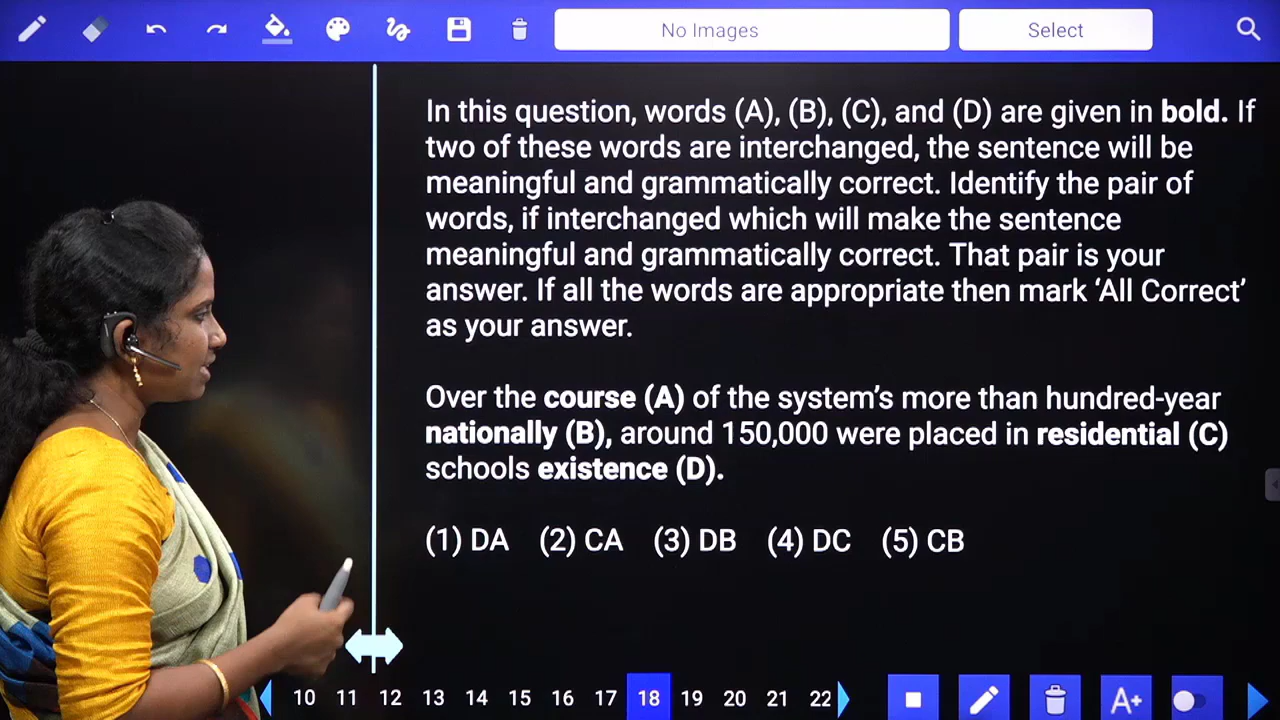 No Images
Select
In this question, words (A), (B), (C), and (D) are given in bold. If
two of these words are interchanged, the sentence will be
meaningful and grammatically correct. Identify the pair of
words, if interchanged which will make the sentence
meaningful and grammatically correct. That pair is your
answer. If all the words are appropriate then mark ‘All Correct’
as your answer.
Over the course (A) of the system’s more than hundred-year
nationally (B), around 150,000 were placed in residential (C)
schools existence (D).
(1) DA (2) CA (3) DB (4) DC (5) CB
10 11 12 13 14 15 16 17 18 19 20 21 22
A+